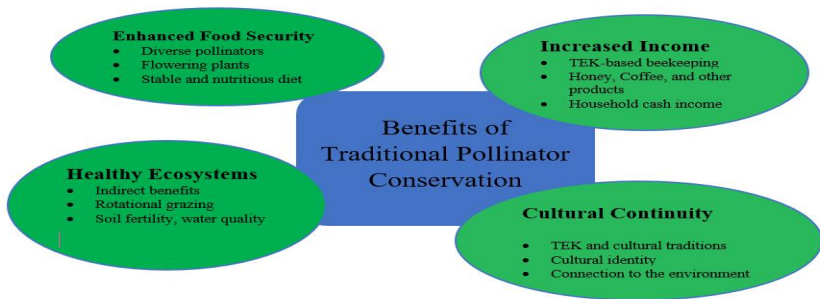 Enhanced Food Security
• Diverse pollinators
• Flowering plants
• Stable and nutritious diet
Increased Income
• TEK-based beekeeping
• Honey, Coffee, and other
products
• Household cash income
Benefits of
Traditional Pollinator
Conservation
Healthy Ecosystems
• Indirect benefits
• Rotational grazing
• Soil fertility, water quality
Cultural Continuity
• TEK and cultural traditions
• Cultural identity
• Connection to the environment